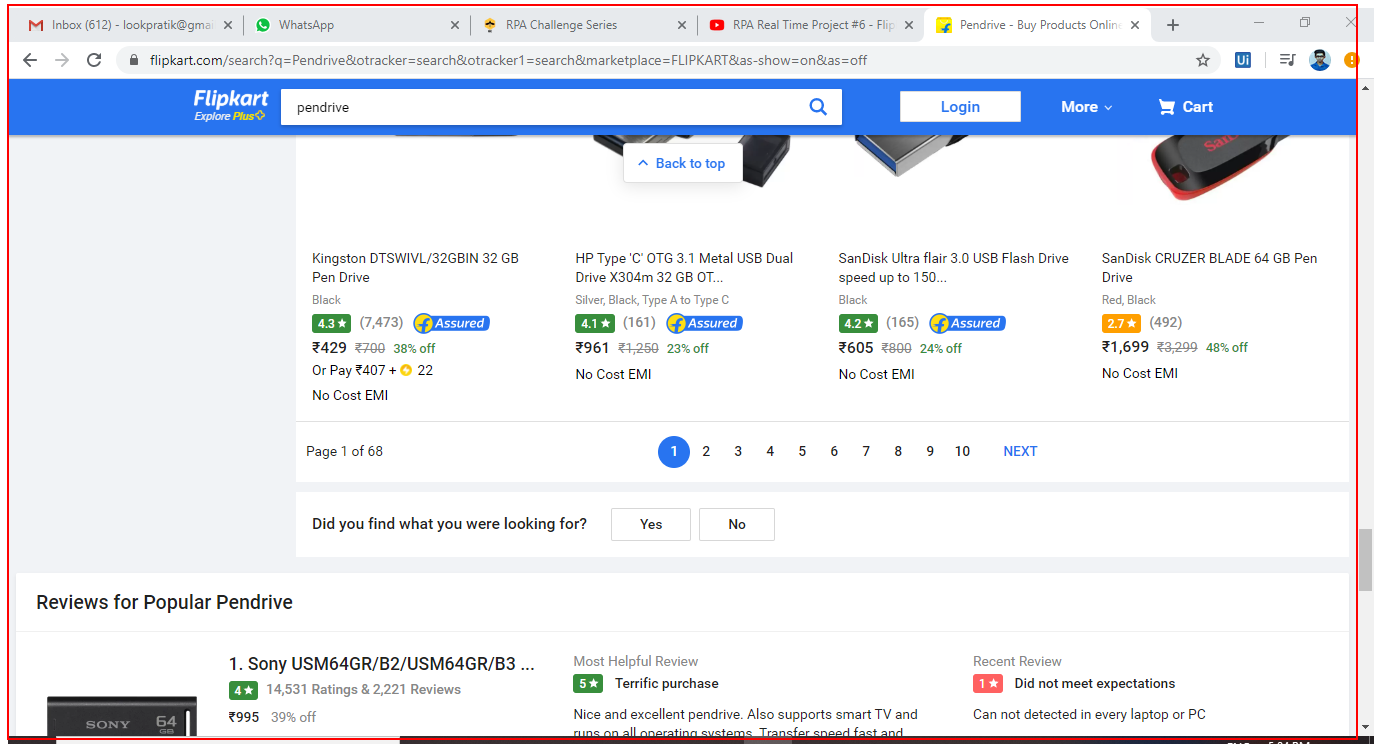 Inbox (612) - lookpratik@gmai
WhatsApp
RPA Challenge Series
RPA Real Time Project #6 - Flip
Pendrive - Buy Products Online
flipkart.com/search?q=Pendrive&otracker=search&otracker1=search&marketplace=FLIPKART&as-show=on&as=off
Ui
Flipkart
Explore Plus
pendrive
Login
More
Cart
Back to top
Kingston DTSWIVL/32GBIN 32 GB
Pen Drive
Black
4.3★ (7,473) Assured
₹429 ₹700 38% off
Or Pay ₹407 + 22
No Cost EMI
HP Type 'C' OTG 3.1 Metal USB Dual
Drive X304m 32 GB OT...
Silver, Black, Type A to Type C
4.1★ (161) Assured
₹961 ₹1,250 23% off
No Cost EMI
SanDisk Ultra flair 3.0 USB Flash Drive
speed up to 150...
Black
4.2★ (165) Assured
₹605 ₹800 24% off
No Cost EMI
SanDisk CRUZER BLADE 64 GB Pen
Drive
Red, Black
2.7★ (492)
₹1,699 ₹3,299 48% off
No Cost EMI
Page 1 of 68
1 2 3 4 5 6 7 8 9 10 NEXT
Did you find what you were looking for? Yes No
Reviews for Popular Pendrive
SONY 64
GB
1. Sony USM64GR/B2/USM64GR/B3 ...
4★ 14,531 Ratings & 2,221 Reviews
₹995 39% off
Most Helpful Review
5★ Terrific purchase
Nice and excellent pendrive. Also supports smart TV and
runs on all operating systems. Transfer speed fast and
Recent Review
1★ Did not meet expectations
Can not detected in every laptop or PC